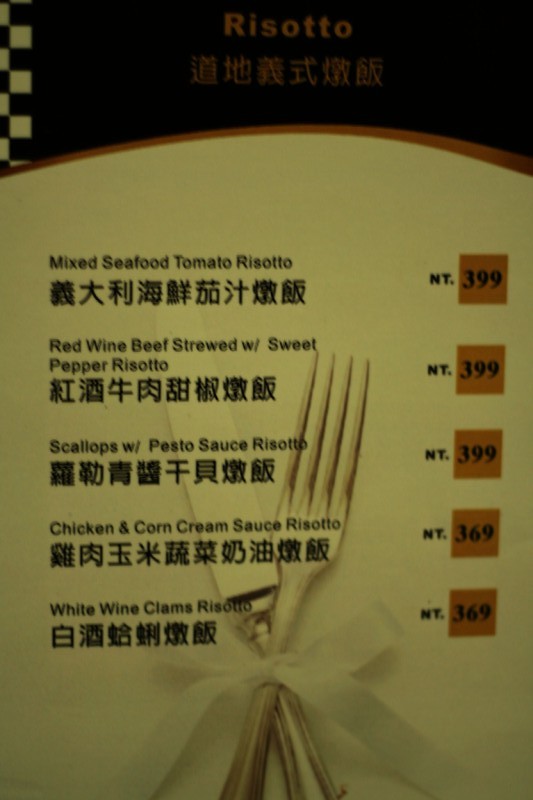 Risotto
道地義式燉飯
Mixed Seafood Tomato Risotto
義大利海鮮茄汁燉飯
NT. 399
Red Wine Beef Strewed w/ Sweet
Pepper Risotto
紅酒牛肉甜椒燉飯
NT. 399
Scallops w/ Pesto Sauce Risotto
蘿勒青醬干貝燉飯
NT. 399
Chicken & Corn Cream Sauce Risotto
雞肉玉米蔬菜奶油燉飯
NT. 369
White Wine Clams Risotto
白酒蛤蜊燉飯
NT. 369